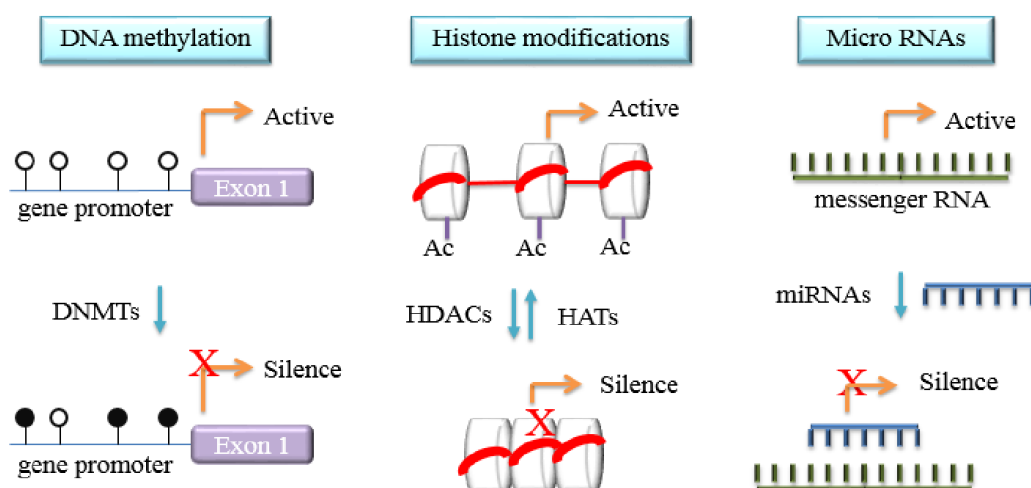 DNA methylation
Active
Exon 1
gene promoter
DNMTs
X
Silence
Exon 1
gene promoter
Histone modifications
Active
Ac Ac Ac
HDACs HATs
Silence
X
Micro RNAs
Active
messenger RNA
miRNAs
X
Silence